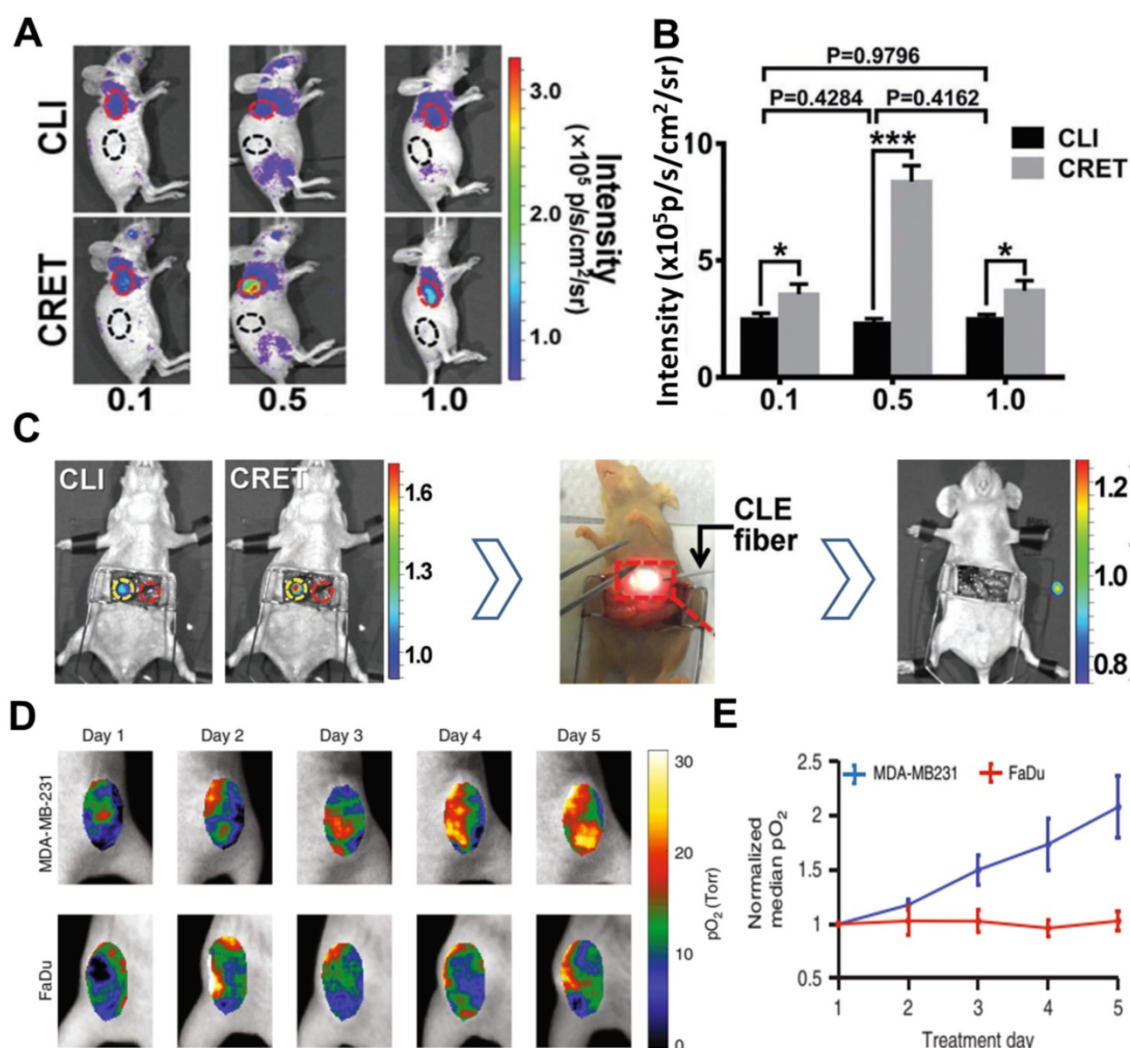 A
CLI
CRET
0.1 0.5 1.0
3.0
2.0
1.0
Intensity
(×10⁵ p/s/cm²/sr)
B
P=0.9796
P=0.4284 P=0.4162
***
* *
CLI
CRET
10
5
0
Intensity (x10⁵p/s/cm²/sr)
0.1 0.5 1.0
C
CLI CRET
1.6
1.3
1.0
CLE
fiber
1.2
1.0
0.8
D
Day 1 Day 2 Day 3 Day 4 Day 5
MDA-MB-231
FaDu
30
20
10
0
pO₂ (Torr)
E
MDA-MB231 FaDu
2.5
2
1.5
1
0.5
Normalized
median pO₂
1 2 3 4 5
Treatment day